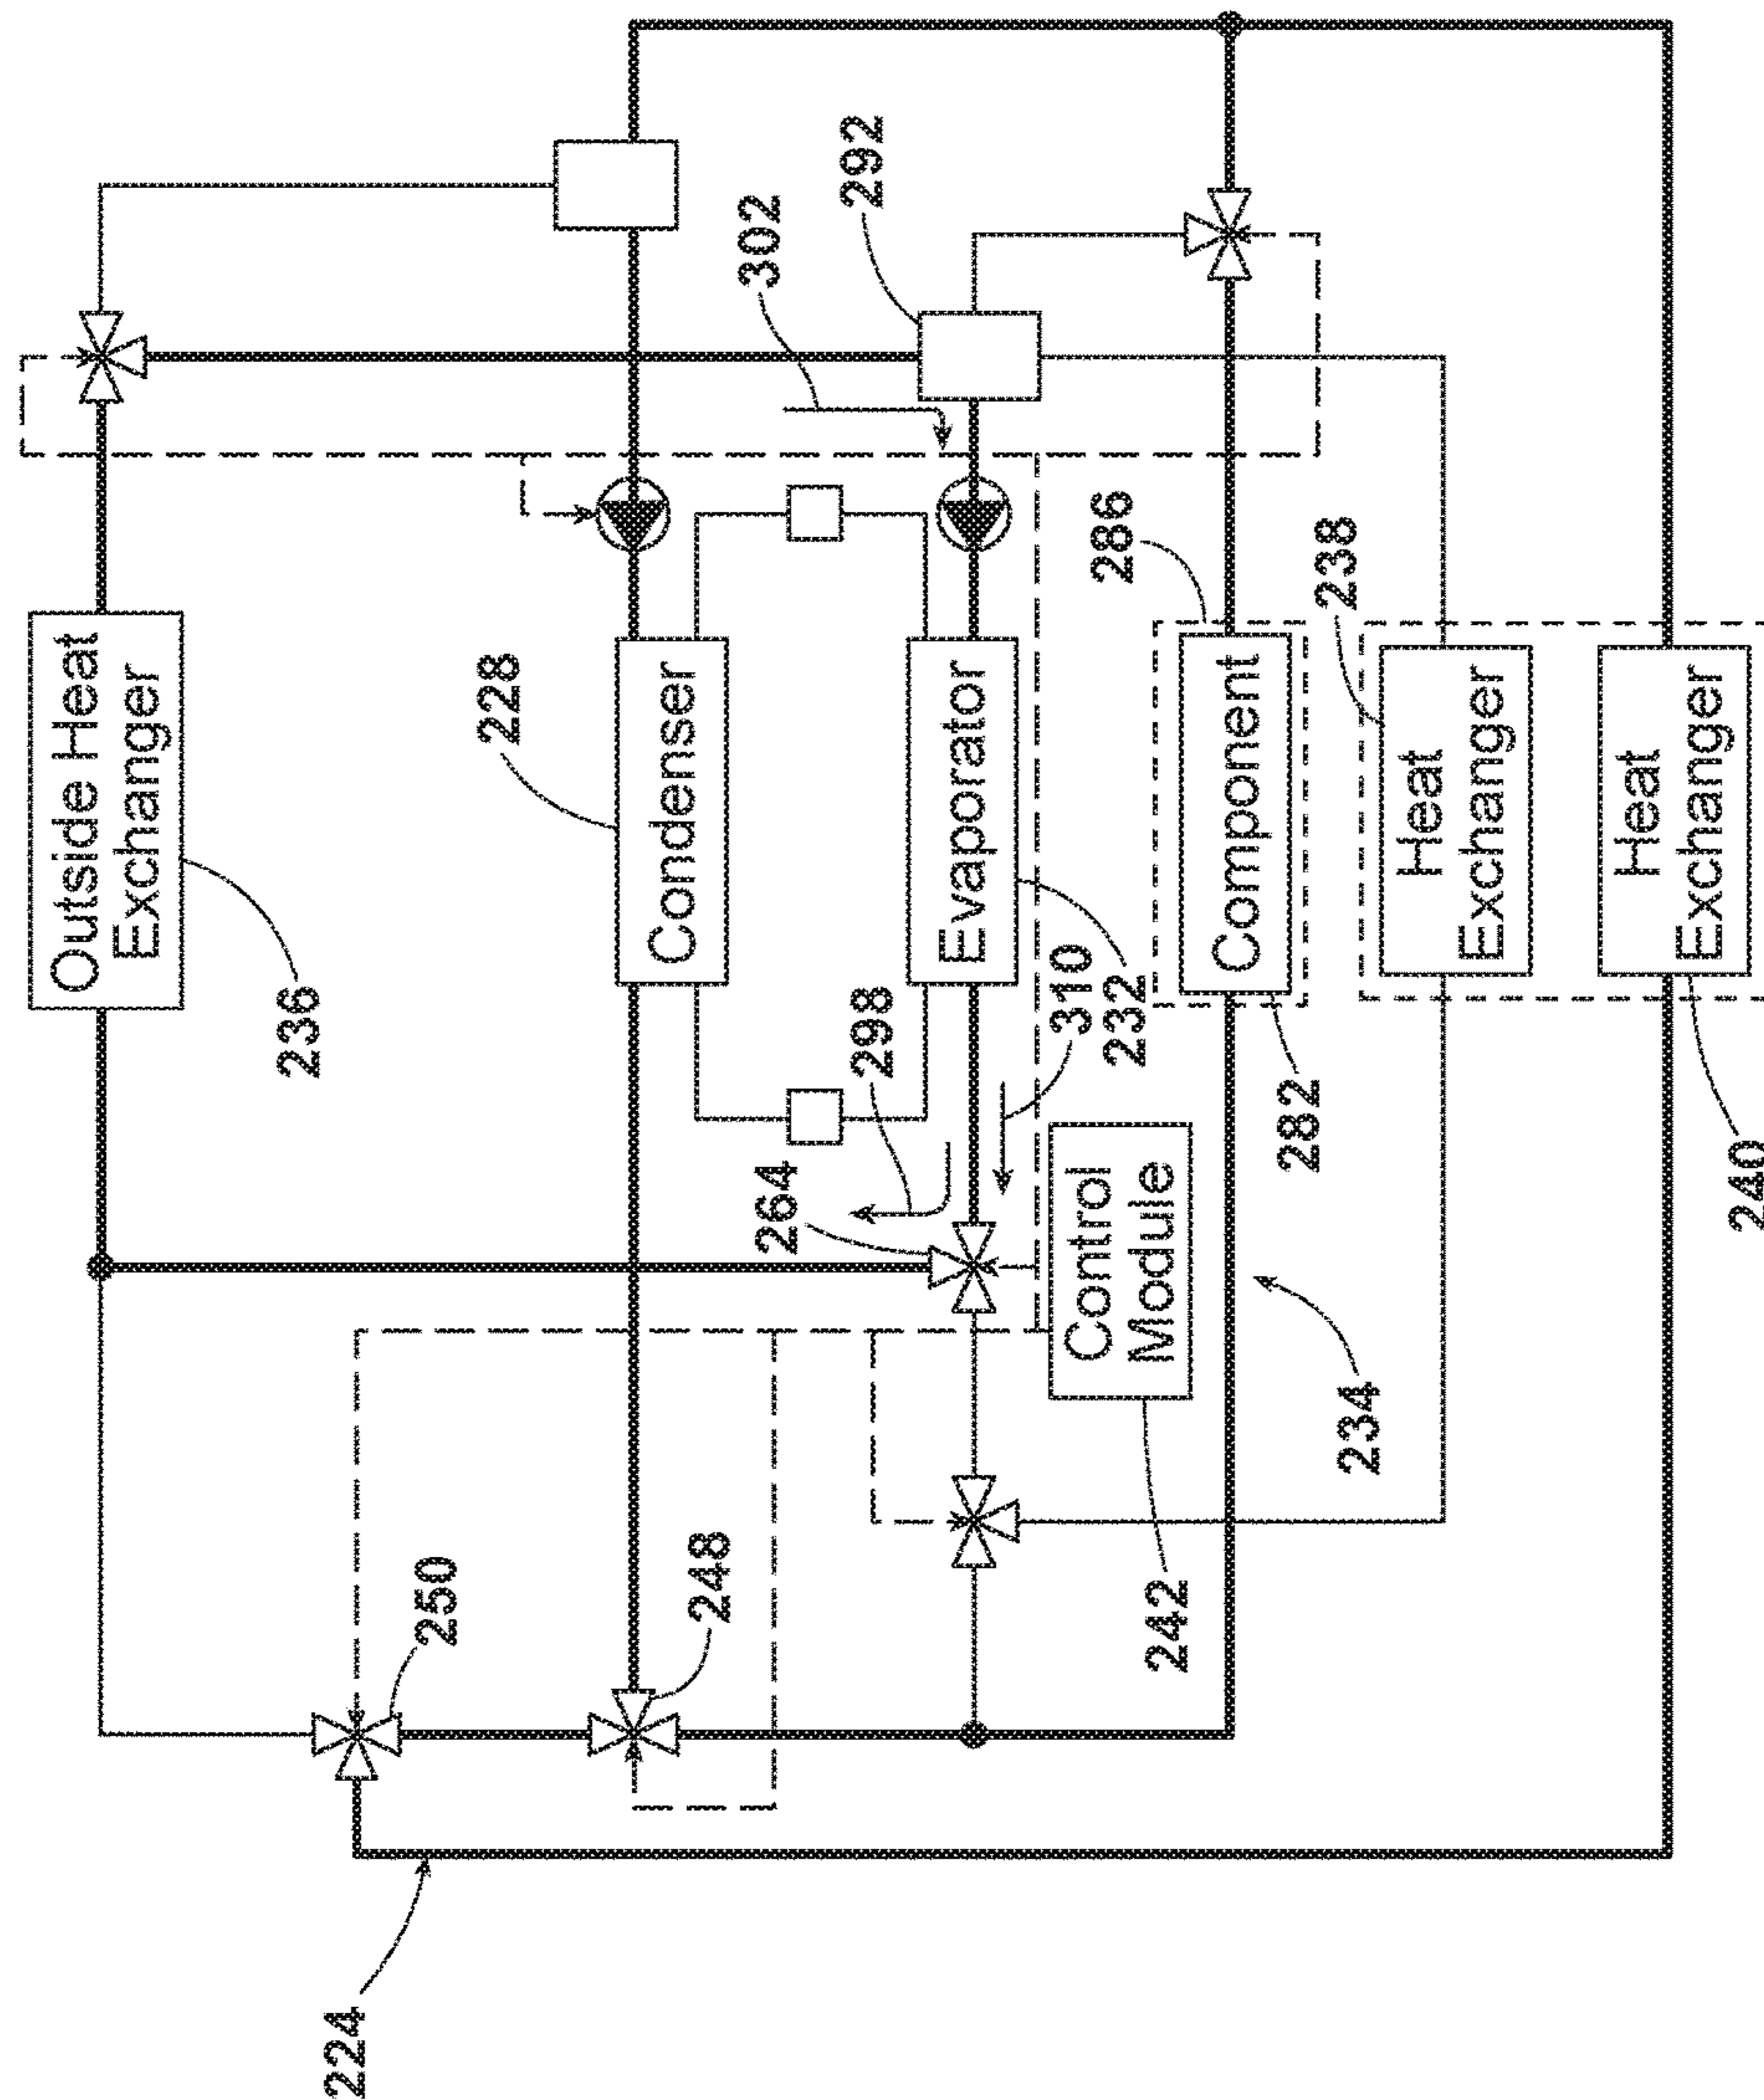 Outside Heat
Exchanger
236
Condenser
228
302
292
Evaporator
232
310
298
264
286
Component
282
238
Heat
Exchanger
Heat
Exchanger
240
Control
Module
242
234
250
248
224